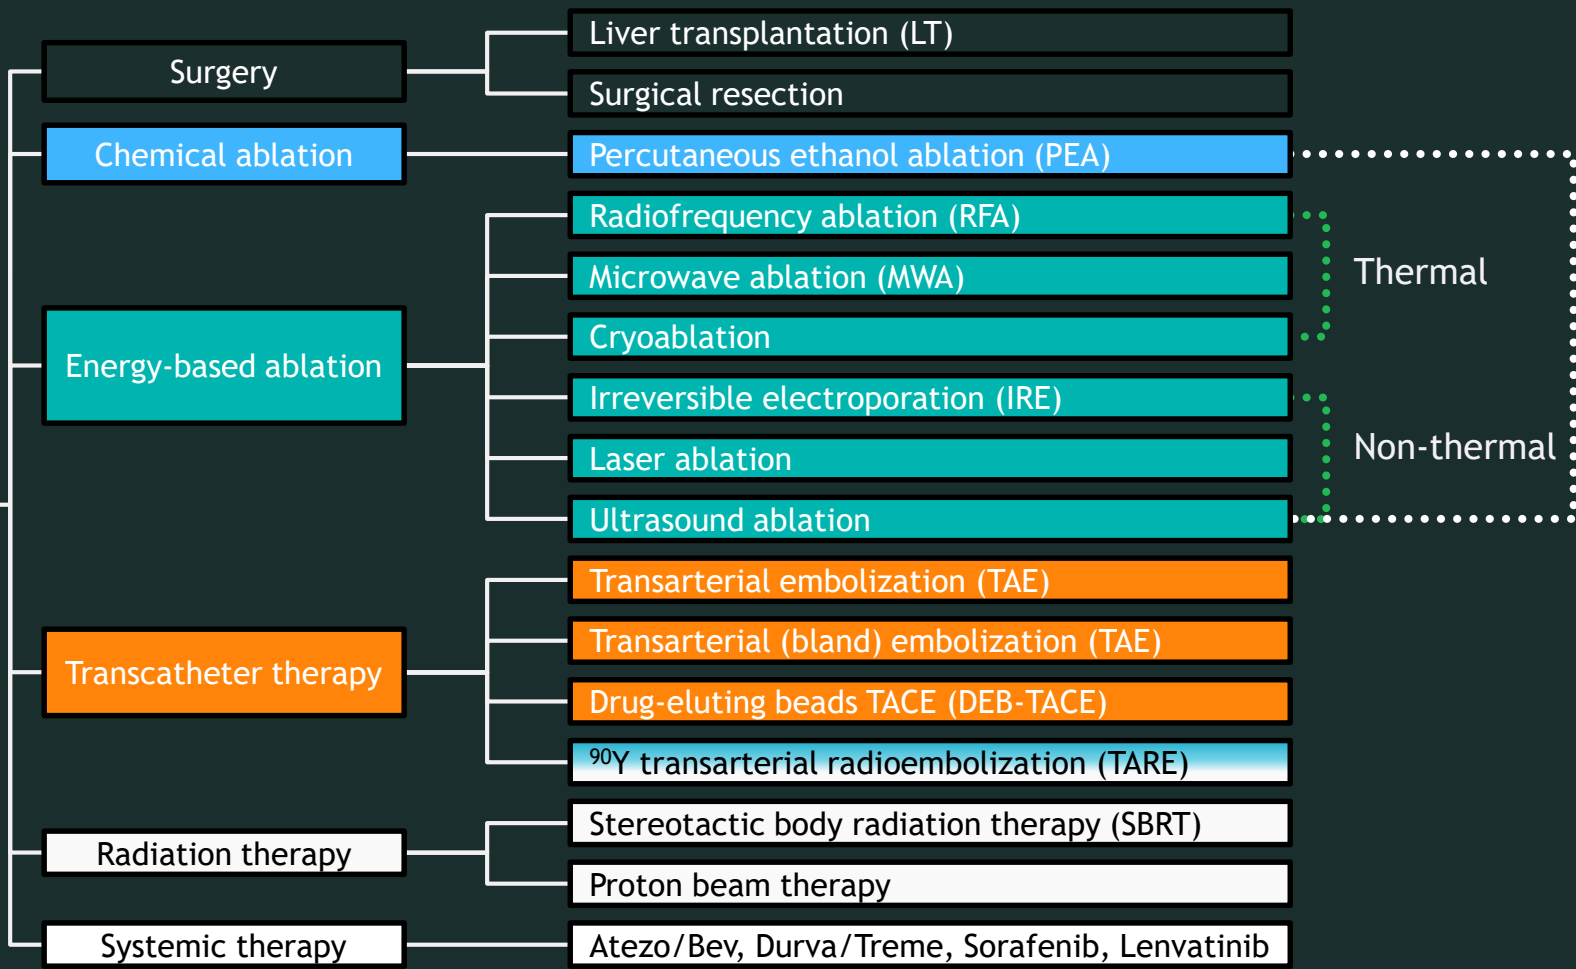 Surgery
Liver transplantation (LT)
Surgical resection
Chemical ablation
Percutaneous ethanol ablation (PEA)
Energy-based ablation
Radiofrequency ablation (RFA)
Microwave ablation (MWA)
Cryoablation
Thermal
Irreversible electroporation (IRE)
Laser ablation
Ultrasound ablation
Non-thermal
Transcatheter therapy
Transarterial embolization (TAE)
Transarterial (bland) embolization (TAE)
Drug-eluting beads TACE (DEB-TACE)
⁹⁰Y transarterial radioembolization (TARE)
Radiation therapy
Stereotactic body radiation therapy (SBRT)
Proton beam therapy
Systemic therapy
Atezo/Bev, Durva/Treme, Sorafenib, Lenvatinib